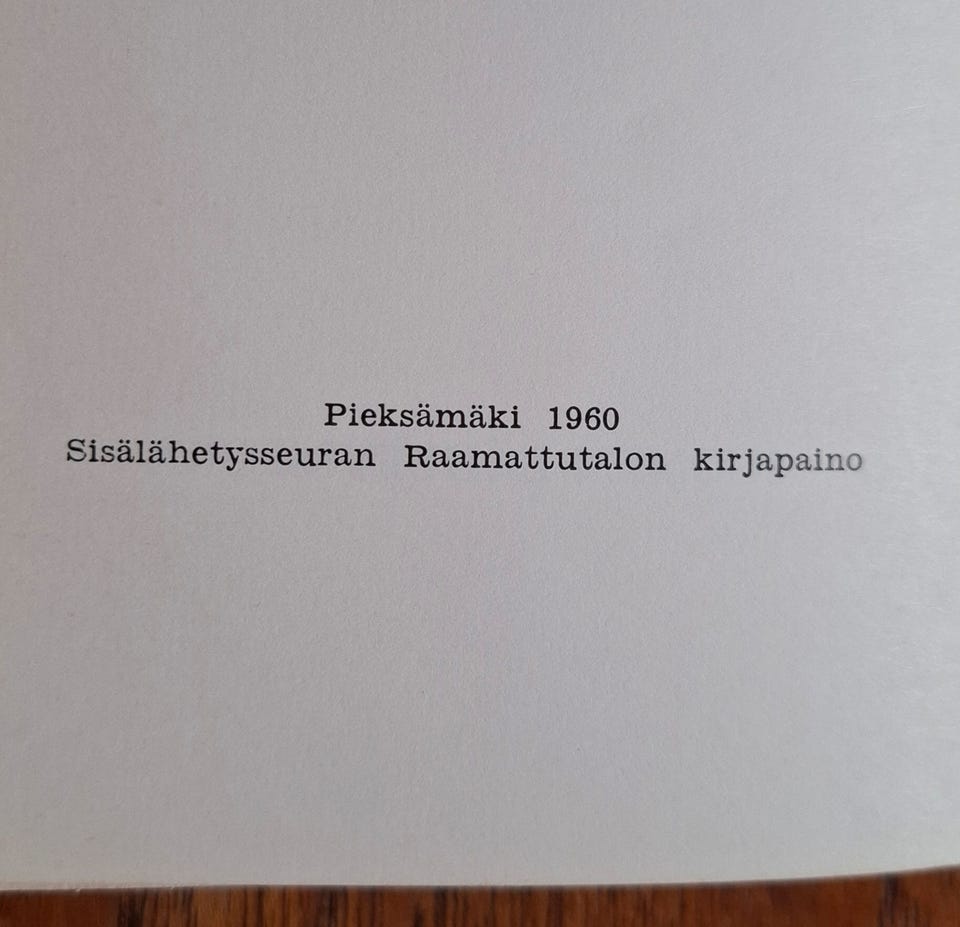 Pieksämäki 1960
Sisälähetysseuran Raamattutalon kirjapaino